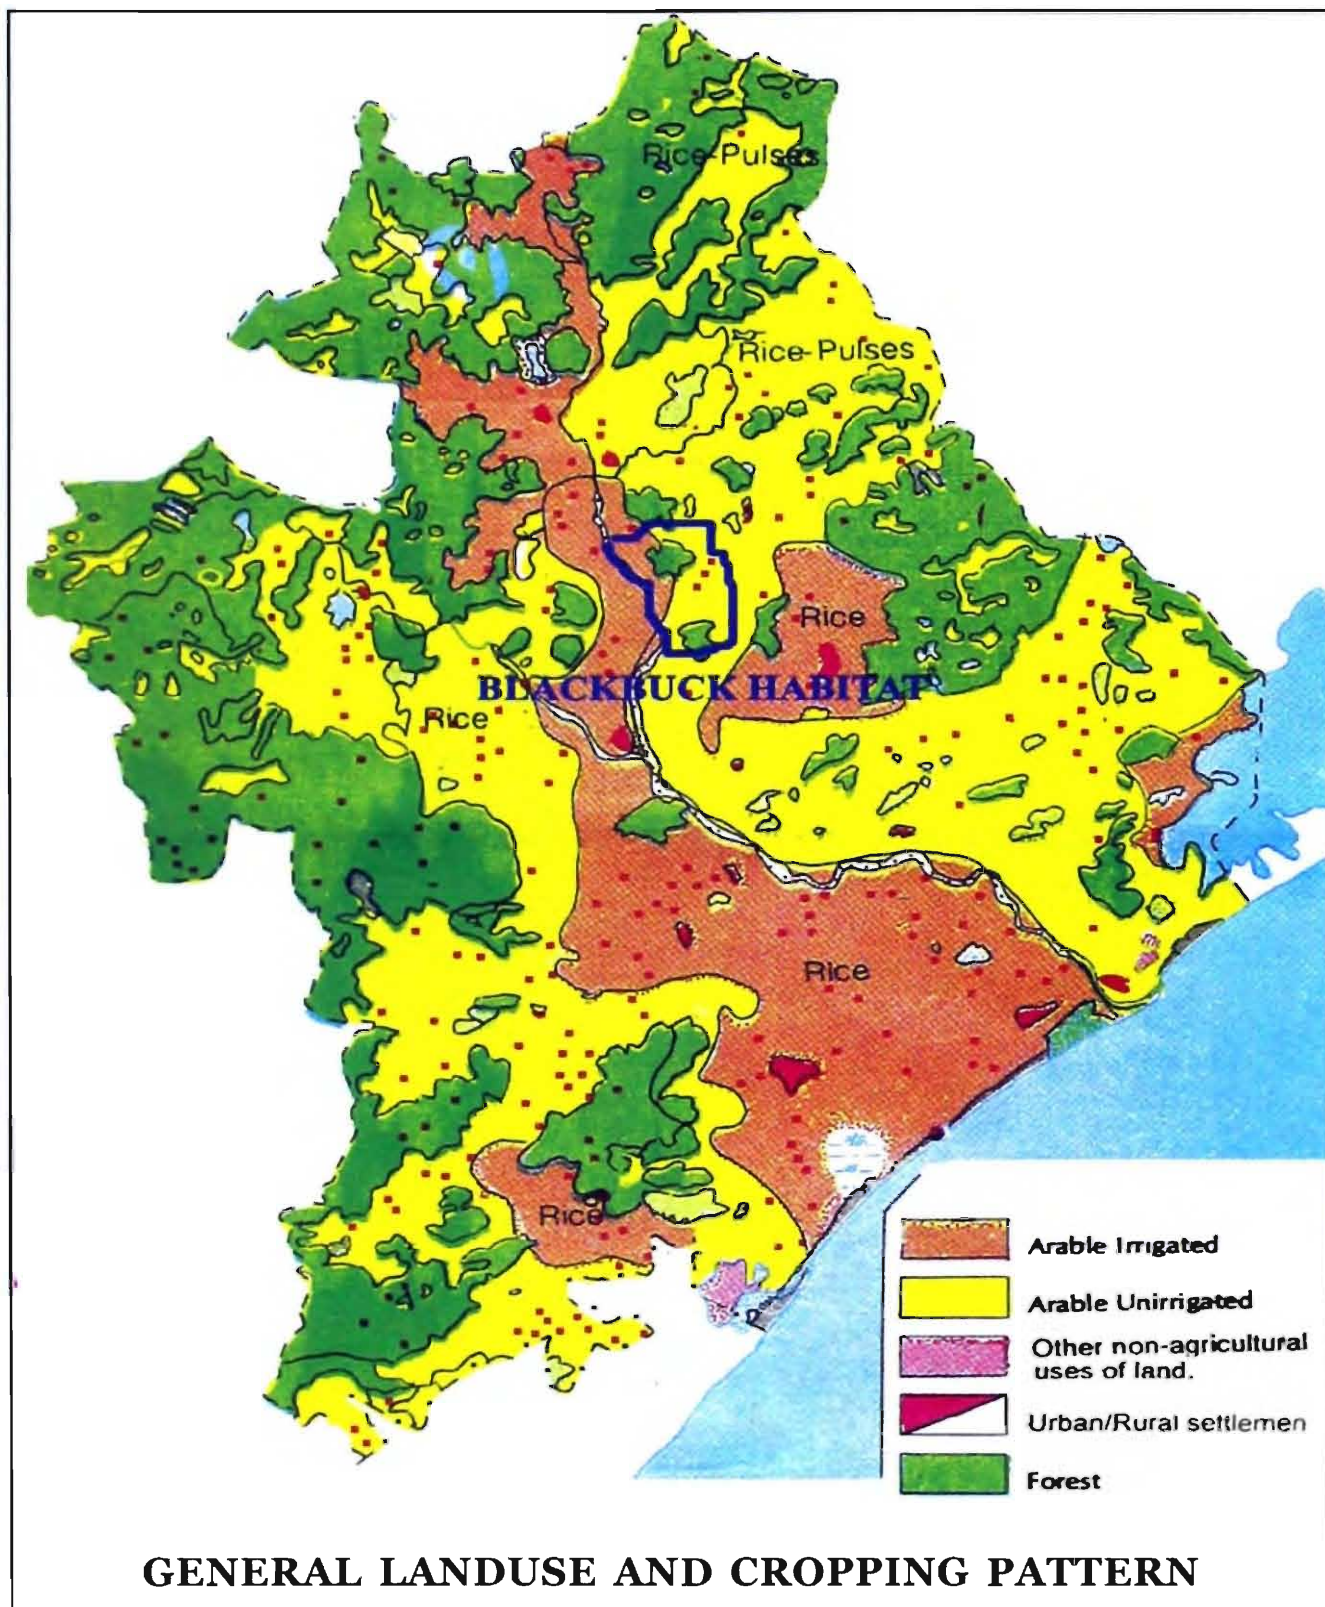 Rice-Pulses
Rice-Pulses
Rice
BLACKBUCK HABITAT
Rice
Rice
Rice
Arable Irrigated
Arable Unirrigated
Other non-agricultural
uses of land.
Urban/Rural settlemen
Forest
GENERAL LANDUSE AND CROPPING PATTERN